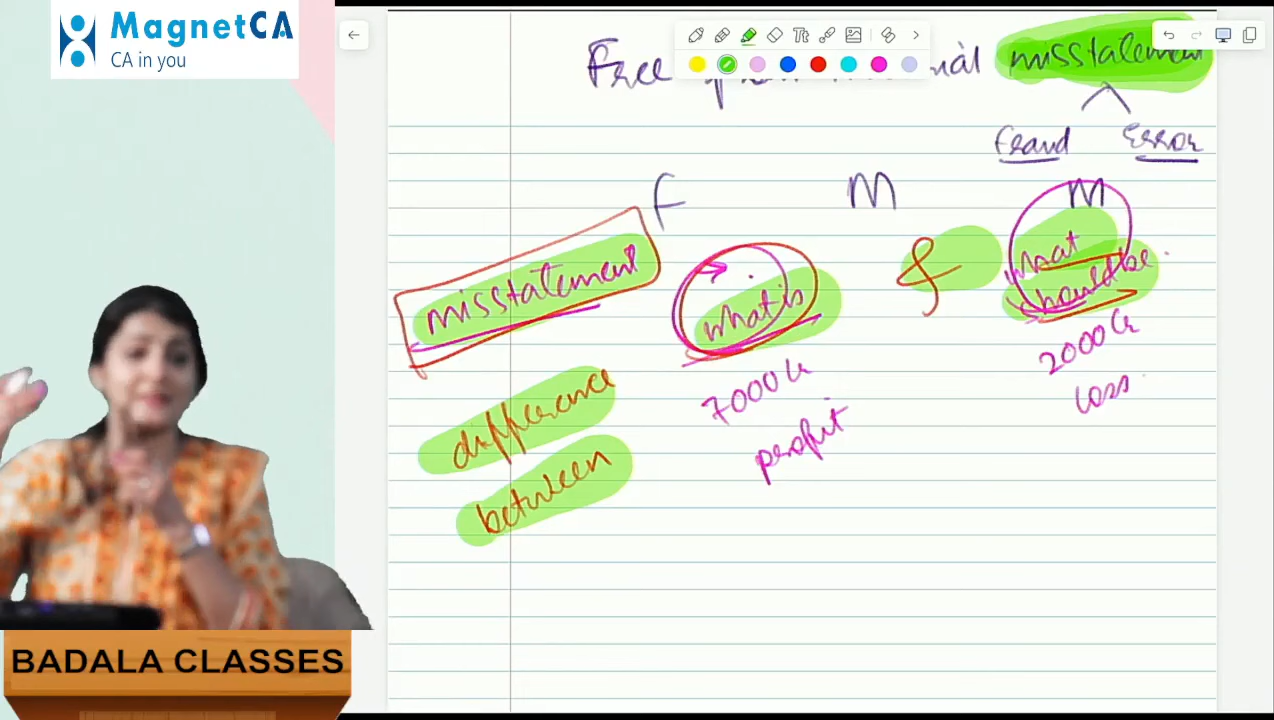 MagnetCA
CA in you
Free misstatement
Fraud Error
F M M
misstatement what is & what should be
7000 Cr profit
2000 Cr loss
difference
between
BADALA CLASSES